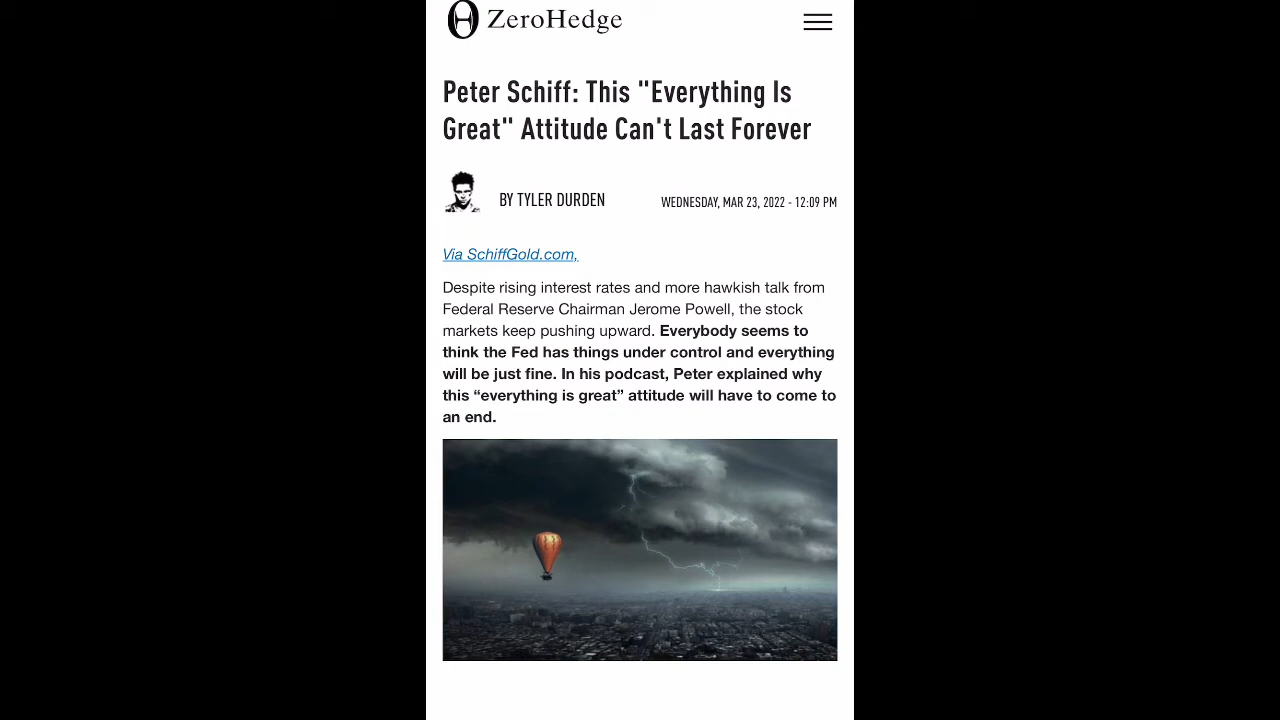 ZeroHedge
Peter Schiff: This "Everything Is
Great" Attitude Can't Last Forever
BY TYLER DURDEN
WEDNESDAY, MAR 23, 2022 - 12:09 PM
Via SchiffGold.com,
Despite rising interest rates and more hawkish talk from
Federal Reserve Chairman Jerome Powell, the stock
markets keep pushing upward. Everybody seems to
think the Fed has things under control and everything
will be just fine. In his podcast, Peter explained why
this “everything is great” attitude will have to come to
an end.